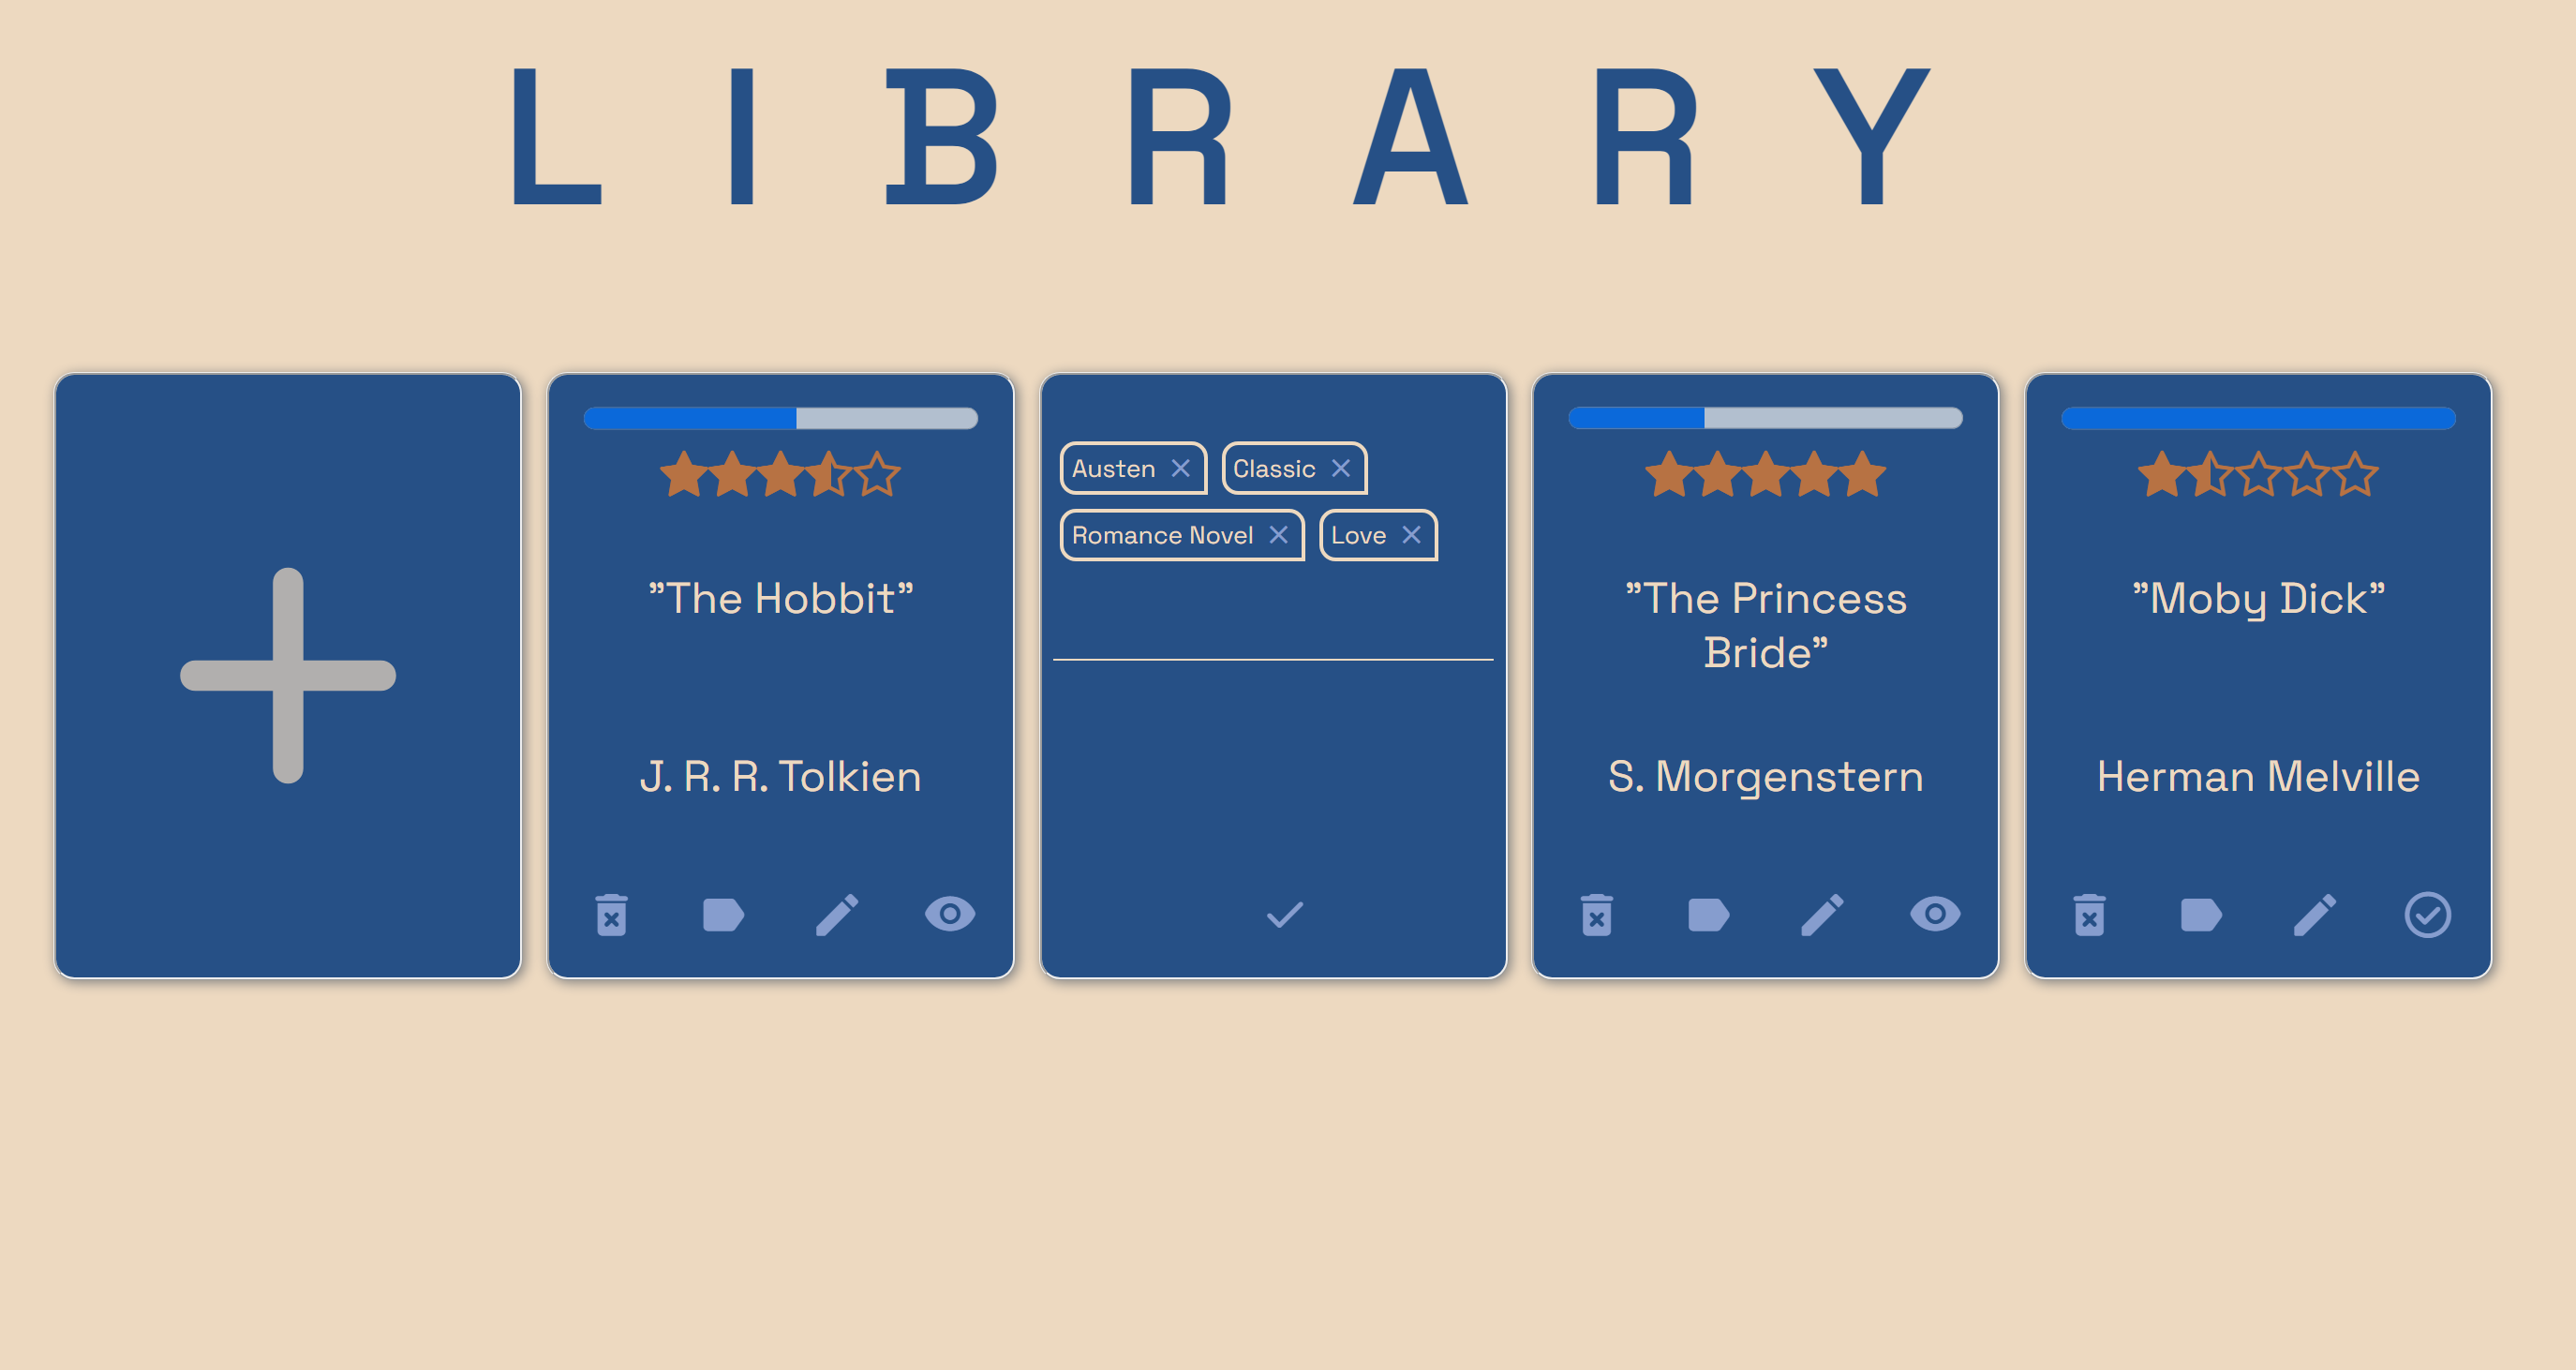 LIBRARY
”The Hobbit”
J. R. R. Tolkien
Austen
Classic
Romance Novel
Love
”The Princess
Bride”
S. Morgenstern
”Moby Dick”
Herman Melville